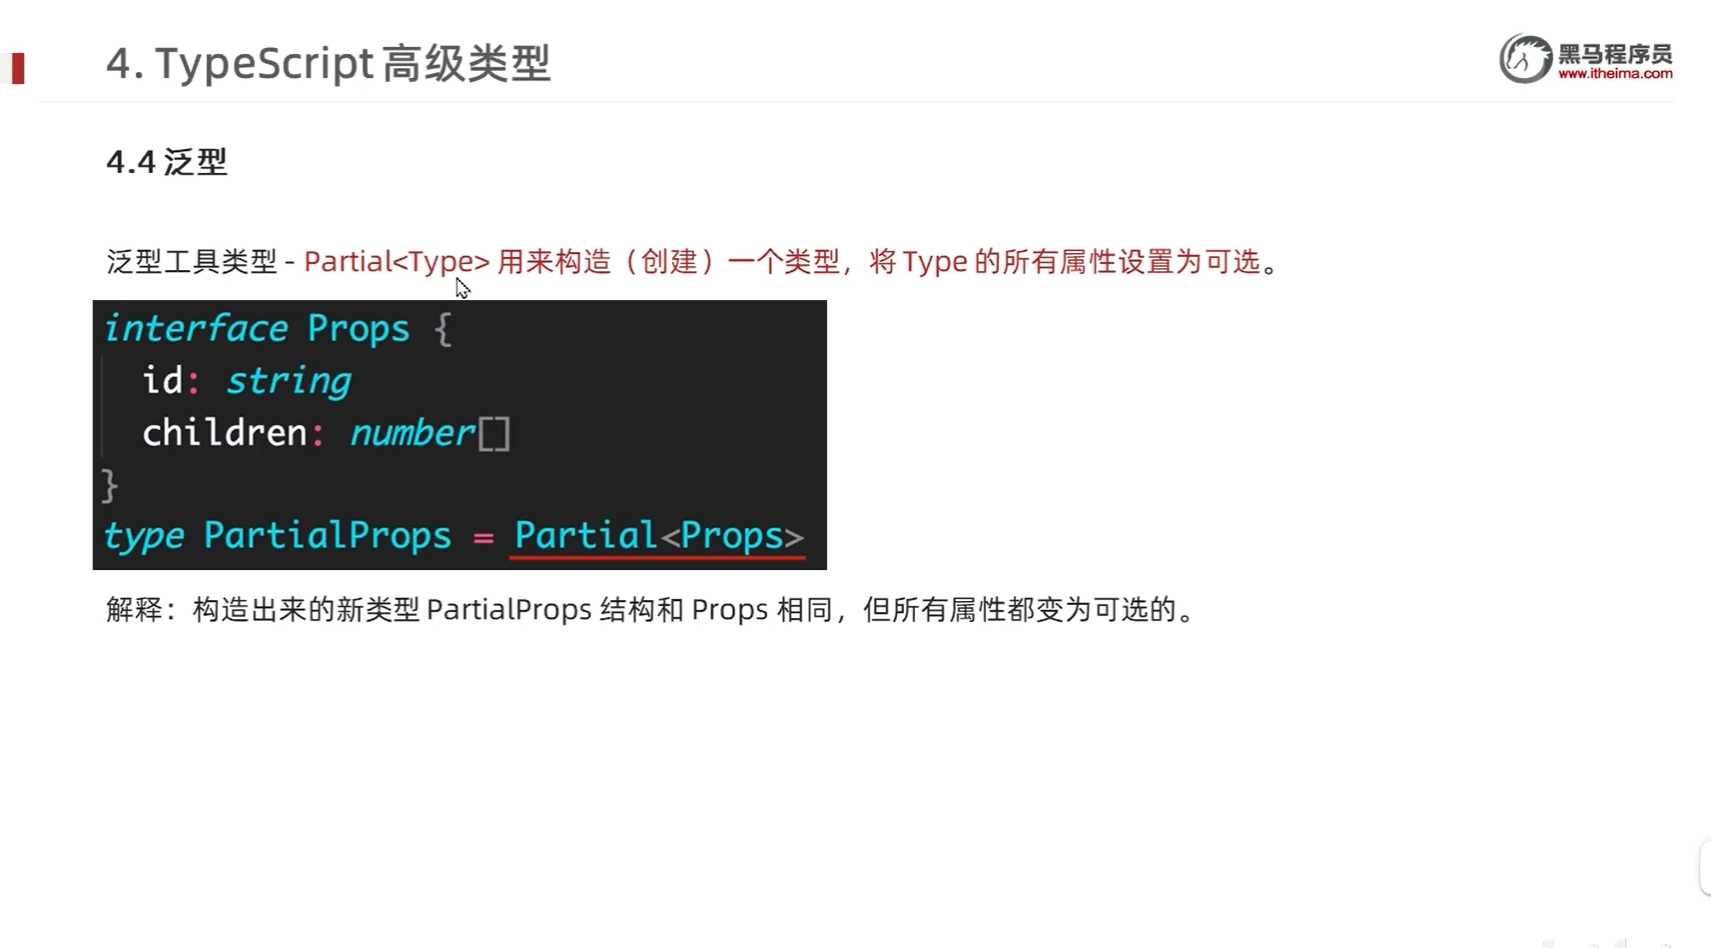 4. TypeScript 高级类型
黑马程序员
www.itheima.com
4.4 泛型
泛型工具类型 - Partial<Type> 用来构造（创建）一个类型，将 Type 的所有属性设置为可选。
interface Props {
  id: string
  children: number[]
}
type PartialProps = Partial<Props>
解释：构造出来的新类型 PartialProps 结构和 Props 相同，但所有属性都变为可选的。